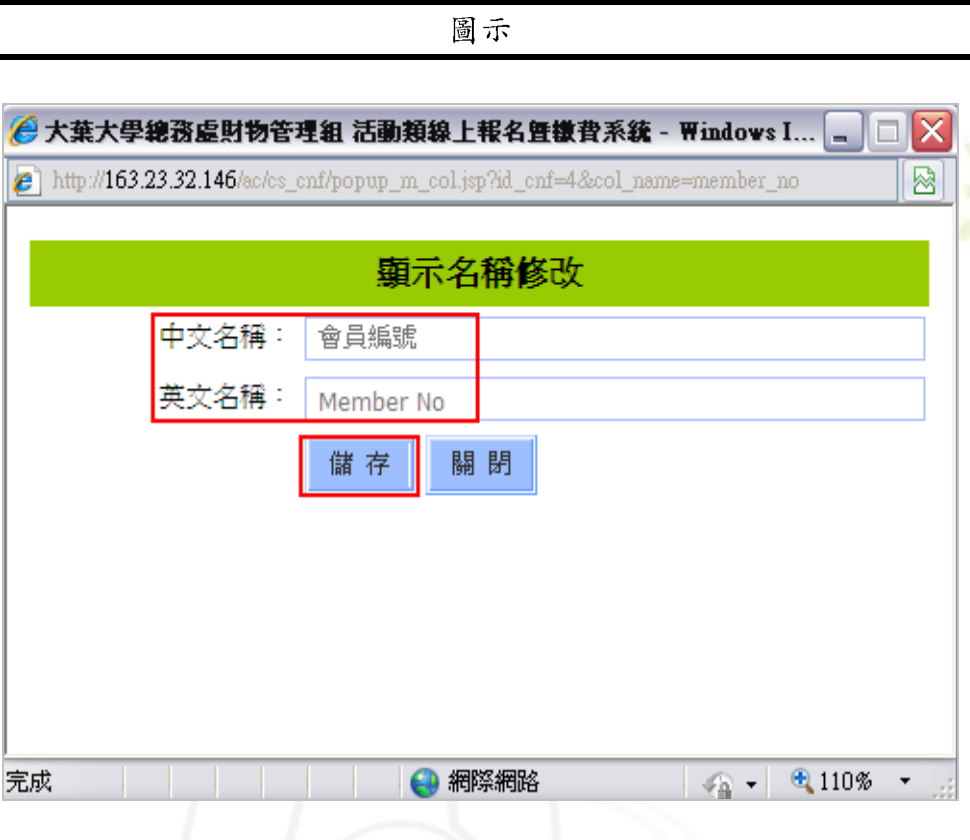 圖示
大葉大學總務處財物管理組 活動類線上報名暨繳費系統 - Windows I...
http://163.23.32.146/ac/cs_cnf/popup_m_col.jsp?id_cnf=4&col_name=member_no
顯示名稱修改
中文名稱： 會員編號
英文名稱： Member No
儲 存 關 閉
完成 網際網路 110%